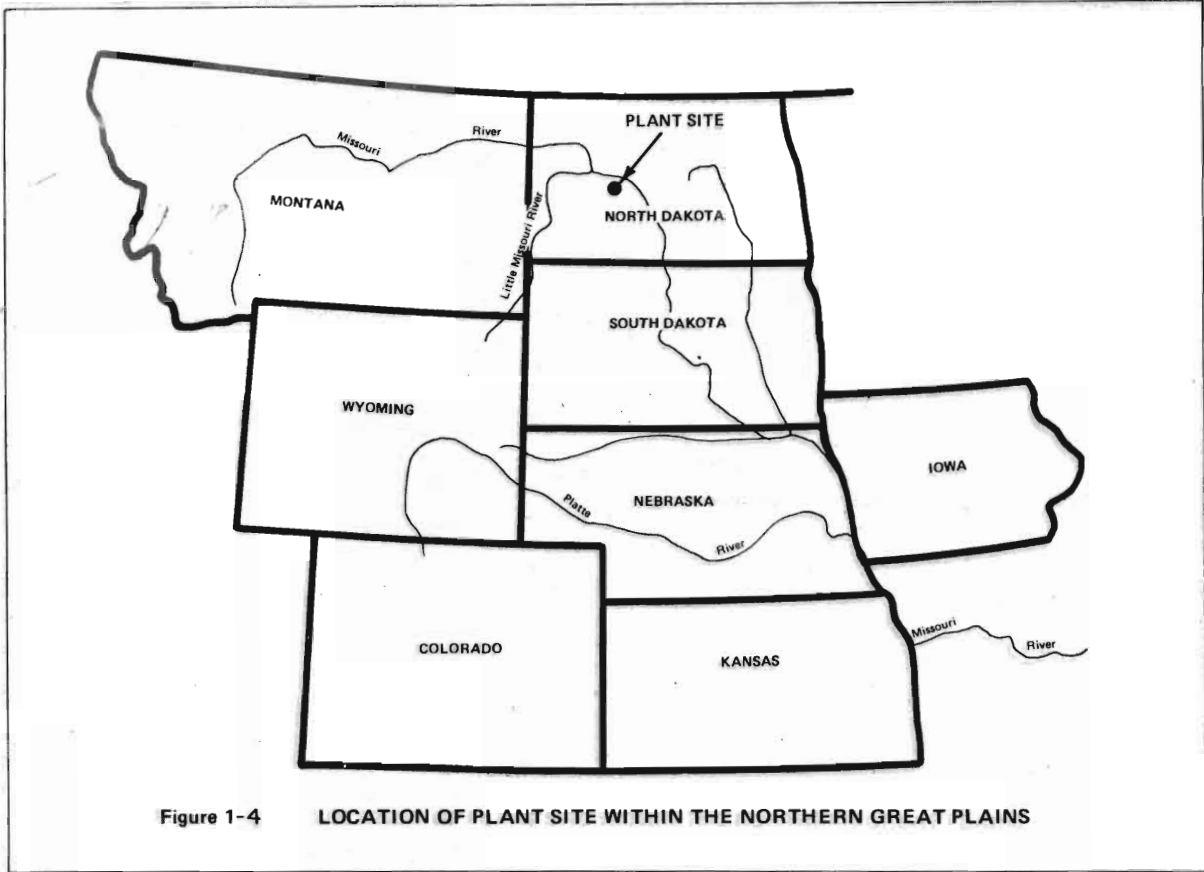 PLANT SITE
Missouri
River
MONTANA
NORTH DAKOTA
Little Missouri River
SOUTH DAKOTA
WYOMING
IOWA
Platte
NEBRASKA
River
Missouri
River
COLORADO
KANSAS
Figure 1-4 LOCATION OF PLANT SITE WITHIN THE NORTHERN GREAT PLAINS